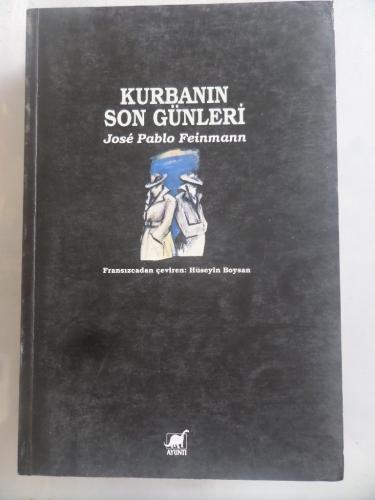 KURBANIN
SON GÜNLERİ
José Pablo Feinmann
Fransızcadan çeviren: Hüseyin Boysan
AYRINTI